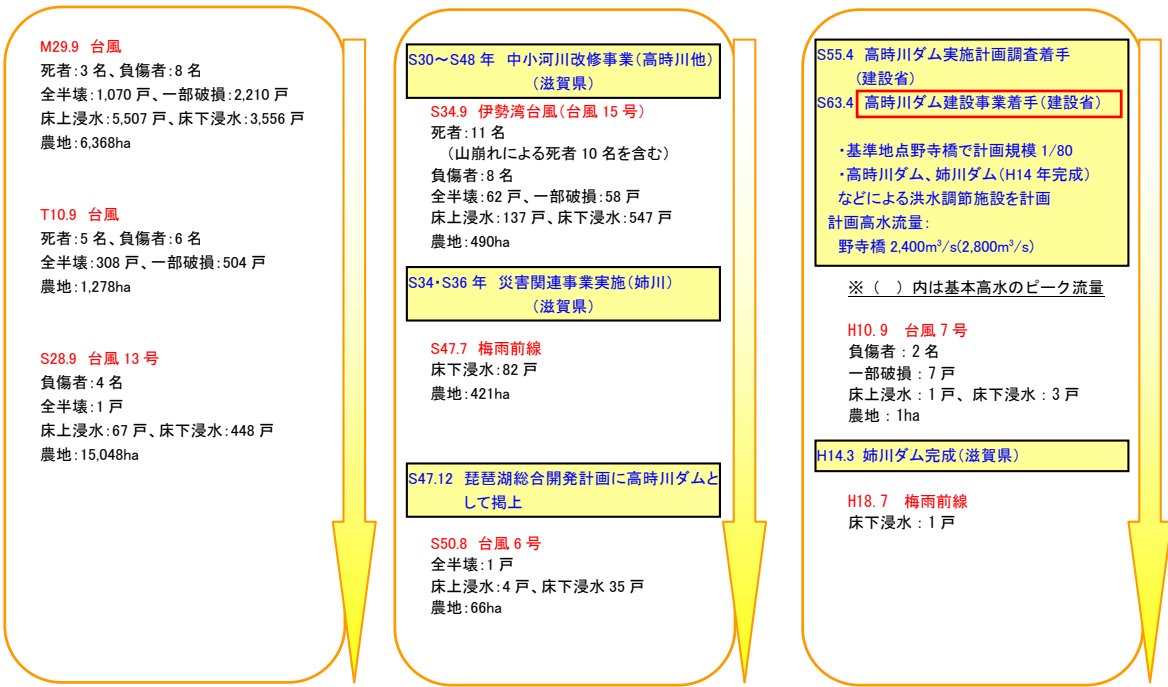 M29.9 台風
死者:3 名、負傷者:8 名
全半壊:1,070 戸、一部破損:2,210 戸
床上浸水:5,507 戸、床下浸水:3,556 戸
農地:6,368ha
T10.9 台風
死者:5 名、負傷者:6 名
全半壊:308 戸、一部破損:504 戸
農地:1,278ha
S28.9 台風 13 号
負傷者:4 名
全半壊:1 戸
床上浸水:67 戸、床下浸水:448 戸
農地:15,048ha
S30～S48 年 中小河川改修事業(高時川他)
(滋賀県)
S34.9 伊勢湾台風(台風 15 号)
死者:11 名
(山崩れによる死者 10 名を含む)
負傷者:8 名
全半壊:62 戸、一部破損:58 戸
床上浸水:137 戸、床下浸水:547 戸
農地:490ha
S34・S36 年 災害関連事業実施(姉川)
(滋賀県)
S47.7 梅雨前線
床下浸水:82 戸
農地:421ha
S47.12 琵琶湖総合開発計画に高時川ダムと
して掲上
S50.8 台風 6 号
全半壊:1 戸
床上浸水:4 戸、床下浸水 35 戸
農地:66ha
S55.4 高時川ダム実施計画調査着手
(建設省)
S63.4 高時川ダム建設事業着手(建設省)
・基準地点野寺橋で計画規模 1/80
・高時川ダム、姉川ダム(H14 年完成)
などによる洪水調節施設を計画
計画高水流量:
野寺橋 2,400m³/s(2,800m³/s)
※ ( ) 内は基本高水のピーク流量
H10.9 台風 7 号
負傷者：2 名
一部破損：7 戸
床上浸水：1 戸、床下浸水：3 戸
農地：1ha
H14.3 姉川ダム完成(滋賀県)
H18.7 梅雨前線
床下浸水：1 戸